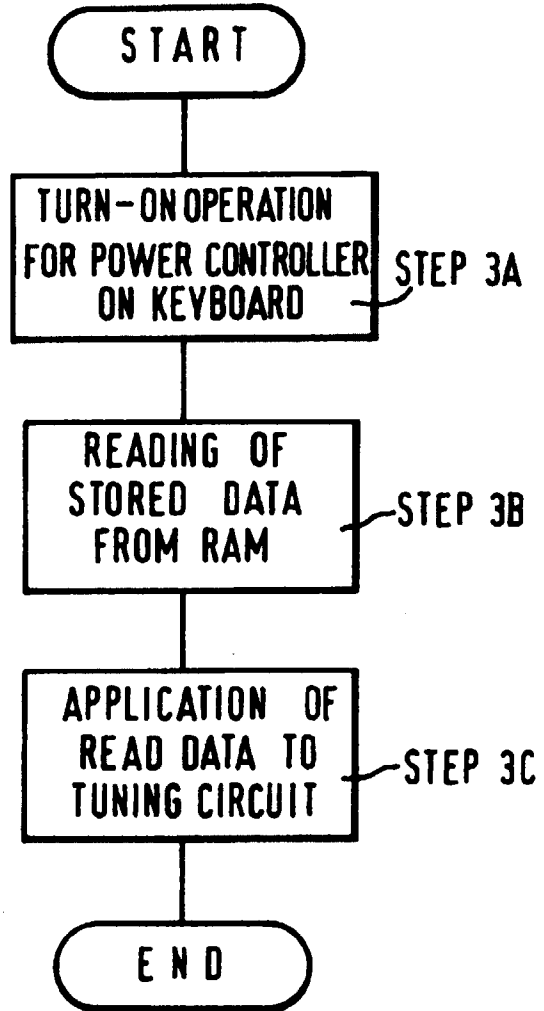 START
TURN-ON OPERATION
FOR POWER CONTROLLER
ON KEYBOARD
STEP 3A
READING OF
STORED DATA
FROM RAM
STEP 3B
APPLICATION OF
READ DATA TO
TUNING CIRCUIT
STEP 3C
END